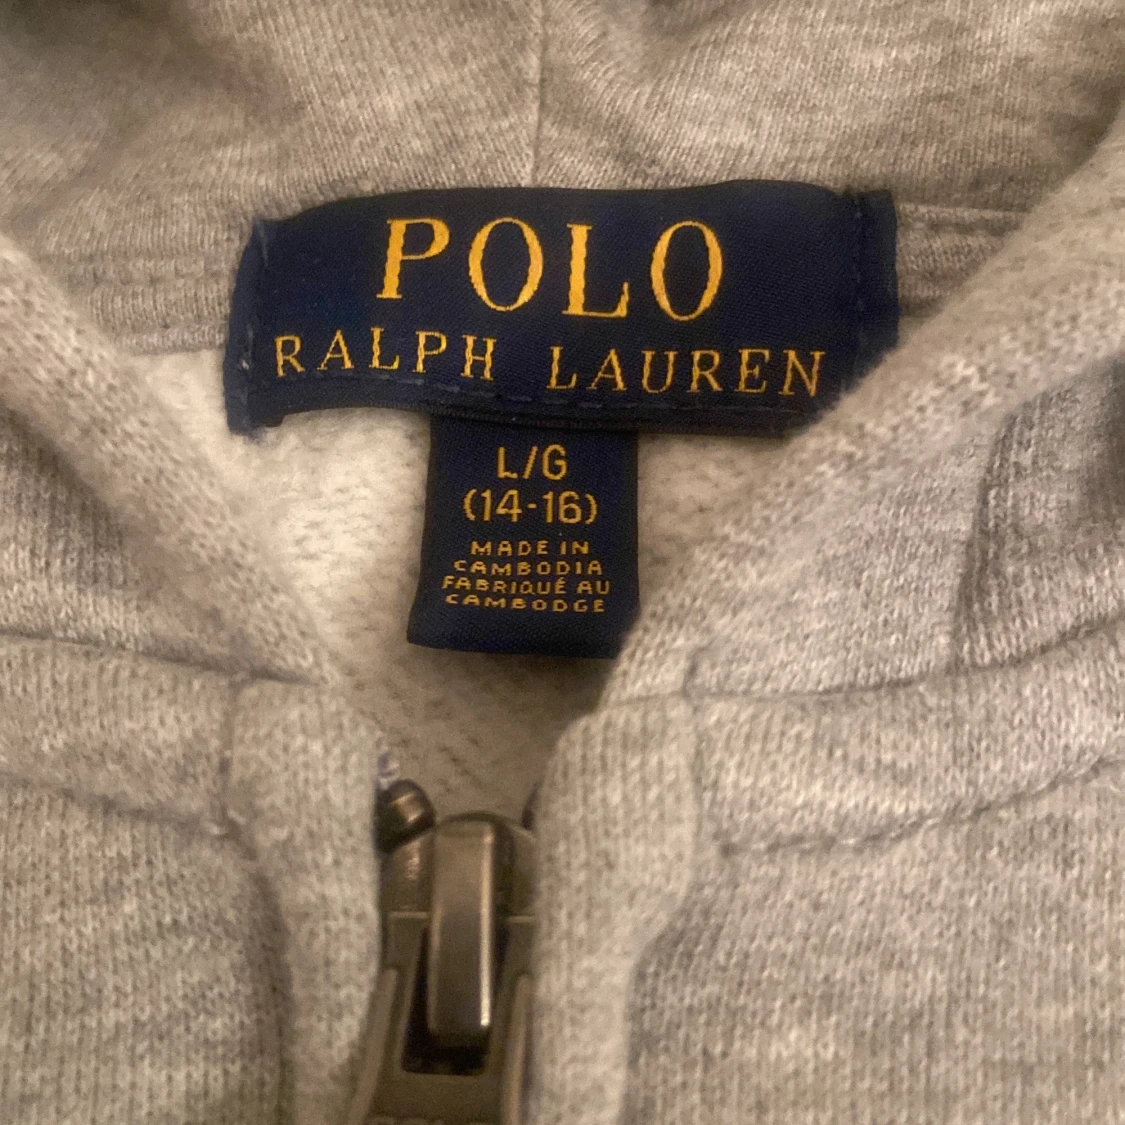 POLO
RALPH LAUREN
L/G
(14-16)
MADE IN
CAMBODIA
FABRIQUÉ AU
CAMBODGE